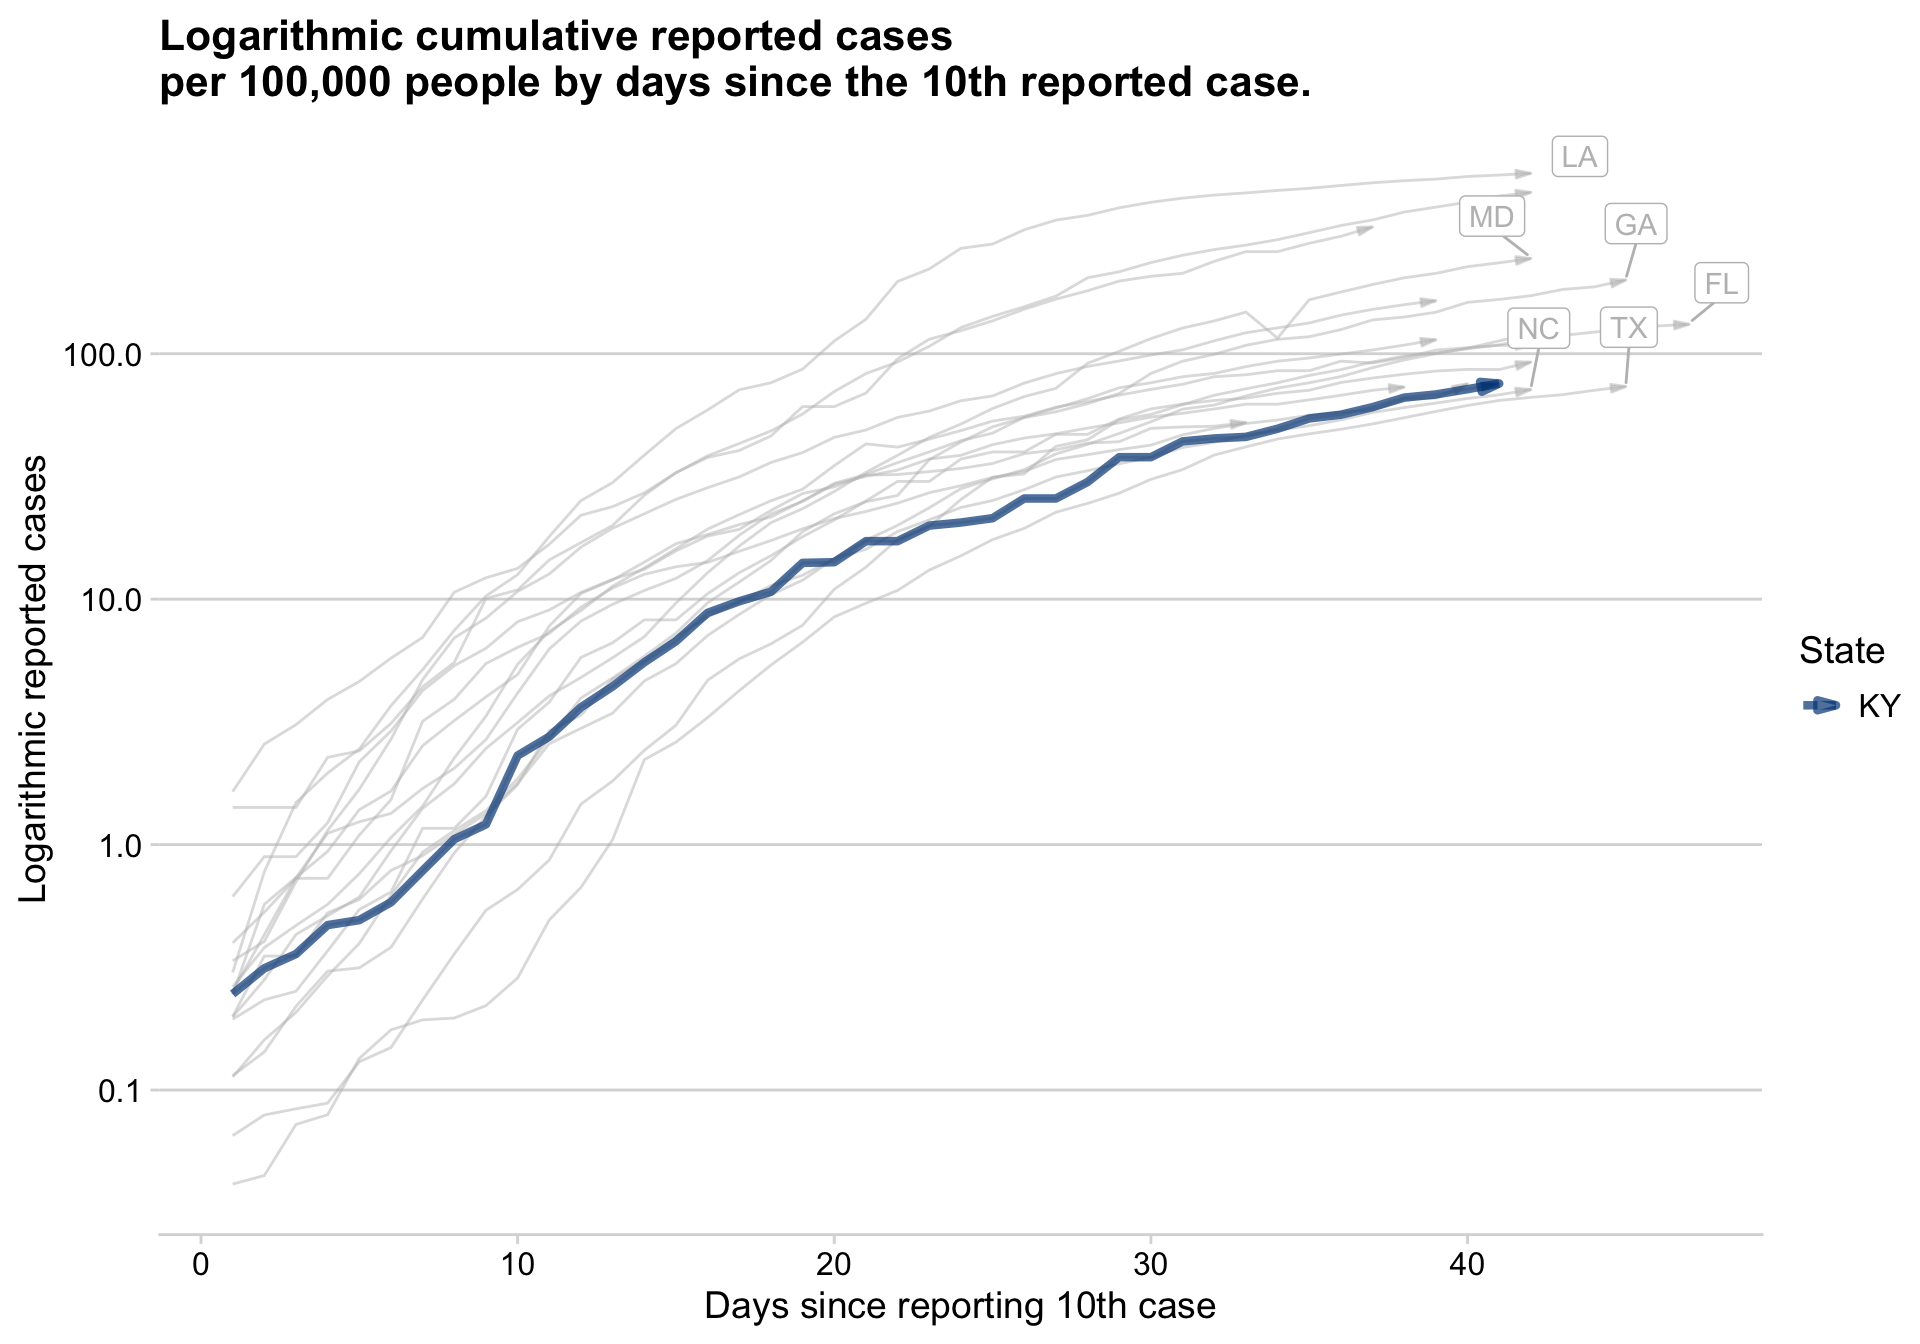 Logarithmic cumulative reported cases
per 100,000 people by days since the 10th reported case.
LA
MD
GA
FL
NC
TX
100.0
10.0
1.0
0.1
Logarithmic reported cases
State
KY
0
10
20
30
40
Days since reporting 10th case